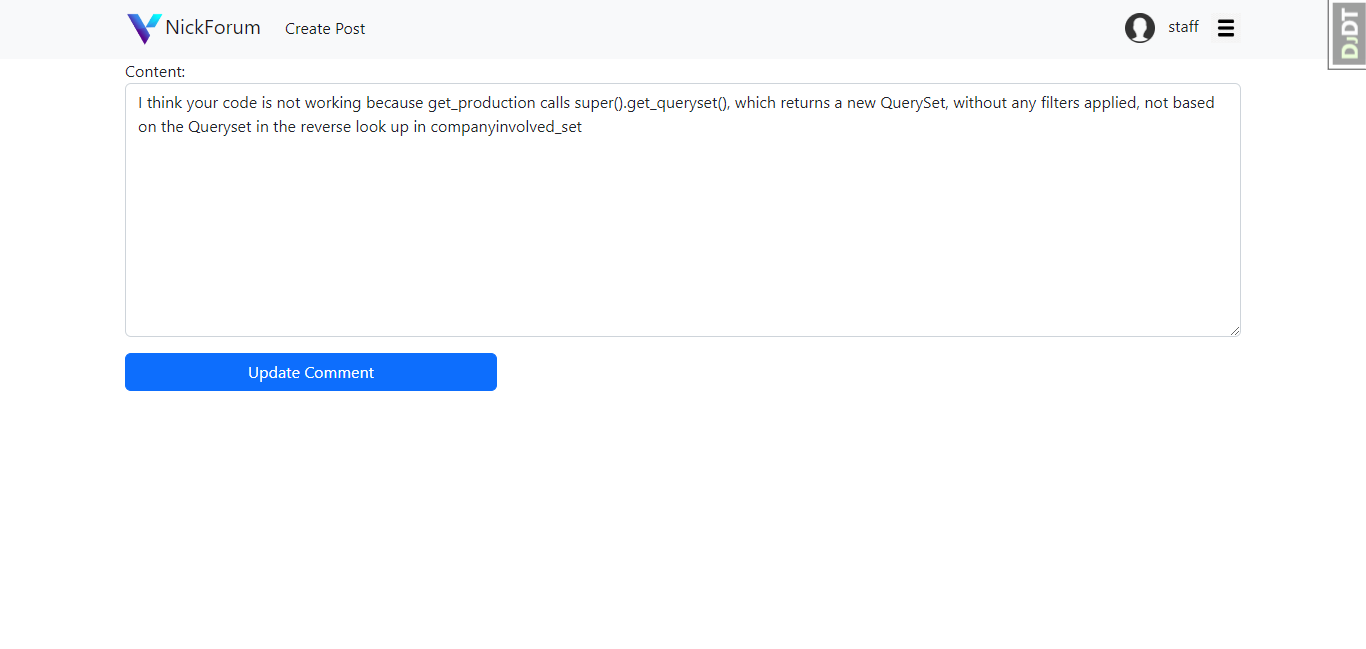 NickForum Create Post staff
DJDT
Content:
I think your code is not working because get_production calls super().get_queryset(), which returns a new QuerySet, without any filters applied, not based
on the Queryset in the reverse look up in companyinvolved_set
Update Comment